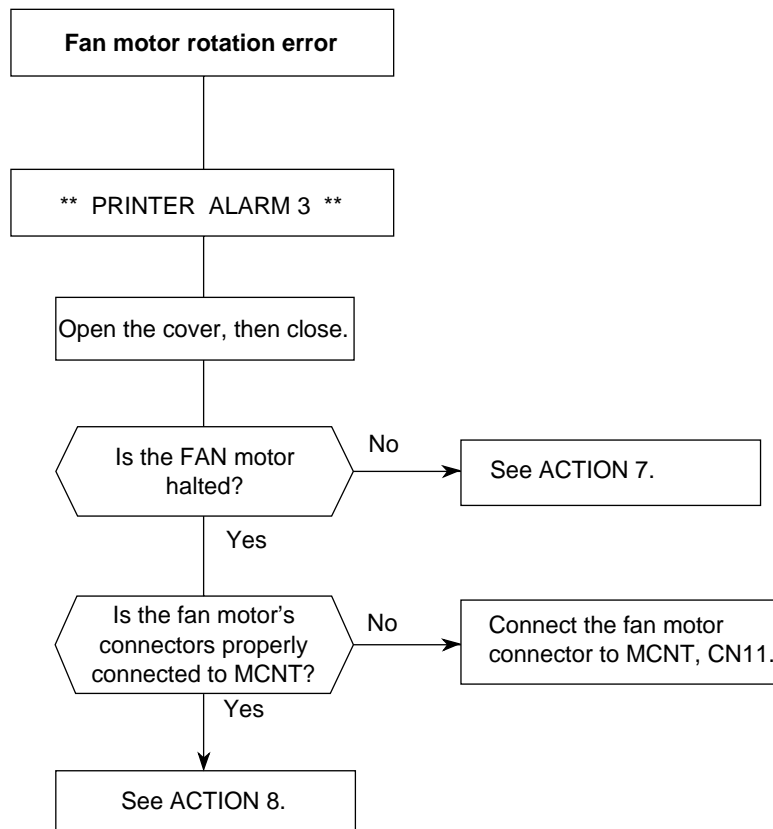 Fan motor rotation error
** PRINTER ALARM 3 **
Open the cover, then close.
Is the FAN motor
halted?
No
See ACTION 7.
Yes
Is the fan motor's
connectors properly
connected to MCNT?
No
Connect the fan motor
connector to MCNT, CN11.
Yes
See ACTION 8.